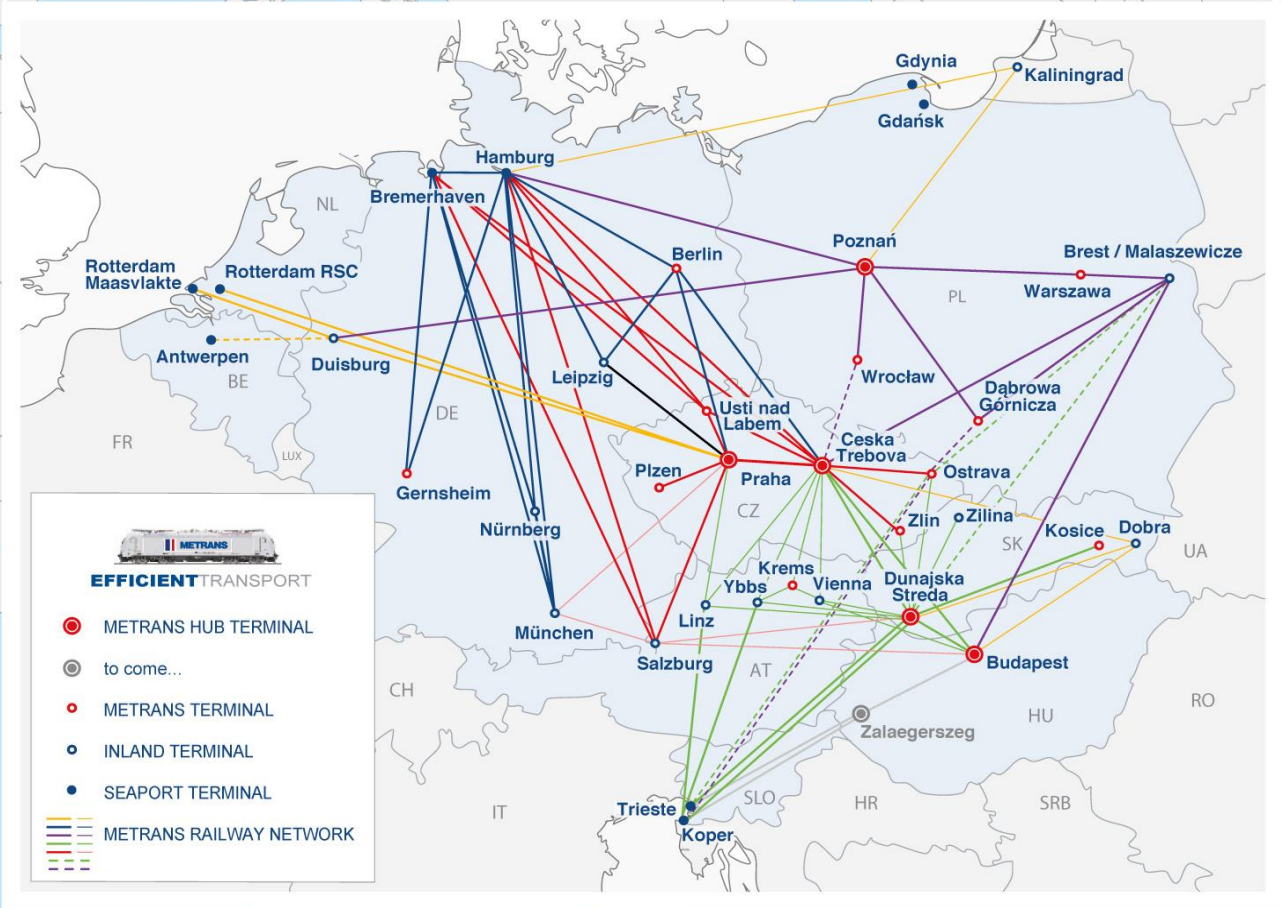 Gdynia
Kaliningrad
Gdańsk
Hamburg
Bremerhaven
NL
Berlin
Poznań
Brest / Malaszewicze
Rotterdam
Maasvlakte
Rotterdam RSC
Warszawa
PL
Antwerpen
Duisburg
BE
Leipzig
Wrocław
Dąbrowa
Górnicza
DE
Usti nad
Labem
FR
LUX
Ceska
Trebova
Plzen
Praha
Ostrava
Gernsheim
CZ
Nürnberg
Zlin
Zilina
Kosice
Dobra
SK
UA
METRANS
EFFICIENTTRANSPORT
Krems
Ybbs
Vienna
Dunajska
Streda
Linz
München
METRANS HUB TERMINAL
Salzburg
Budapest
to come...
AT
CH
RO
METRANS TERMINAL
HU
Zalaegerszeg
INLAND TERMINAL
SEAPORT TERMINAL
SLO
HR
SRB
IT
Trieste
Koper
METRANS RAILWAY NETWORK